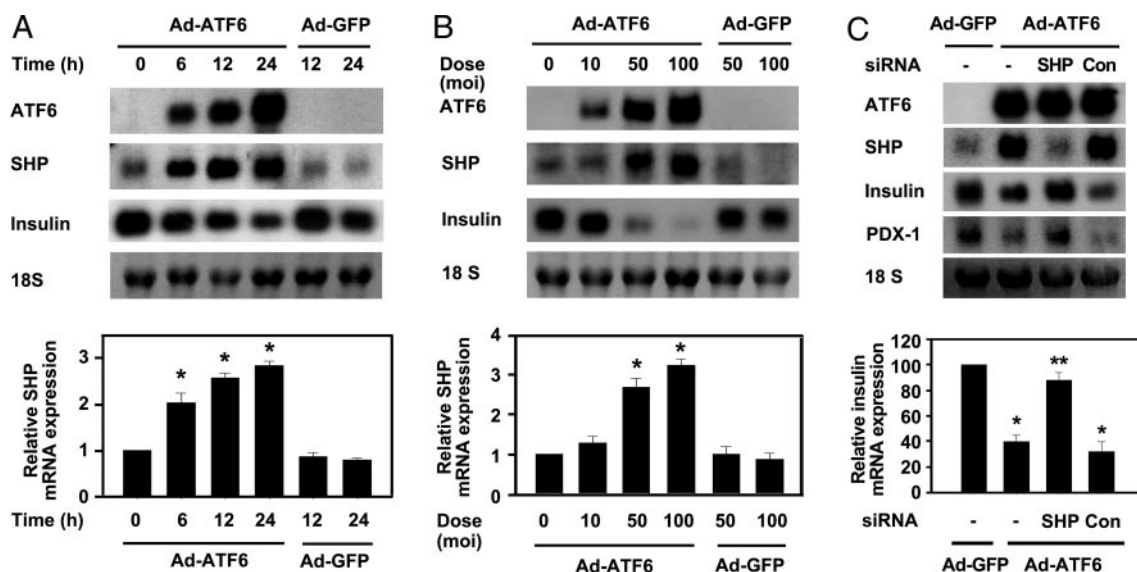 A
Ad-ATF6 Ad-GFP
Time (h) 0 6 12 24 12 24
ATF6
SHP
Insulin
18S
Relative SHP
mRNA expression
3
2
1
0
* * *
Time (h) 0 6 12 24 12 24
Ad-ATF6 Ad-GFP
B
Ad-ATF6 Ad-GFP
Dose
(moi) 0 10 50 100 50 100
ATF6
SHP
Insulin
18 S
Relative SHP
mRNA expression
4
3
2
1
0
* *
Dose
(moi) 0 10 50 100 50 100
Ad-ATF6 Ad-GFP
C
Ad-GFP Ad-ATF6
siRNA - - SHP Con
ATF6
SHP
Insulin
PDX-1
18 S
Relative insulin
mRNA expression
120
100
80
60
40
20
0
* ** *
siRNA - - SHP Con
Ad-GFP Ad-ATF6